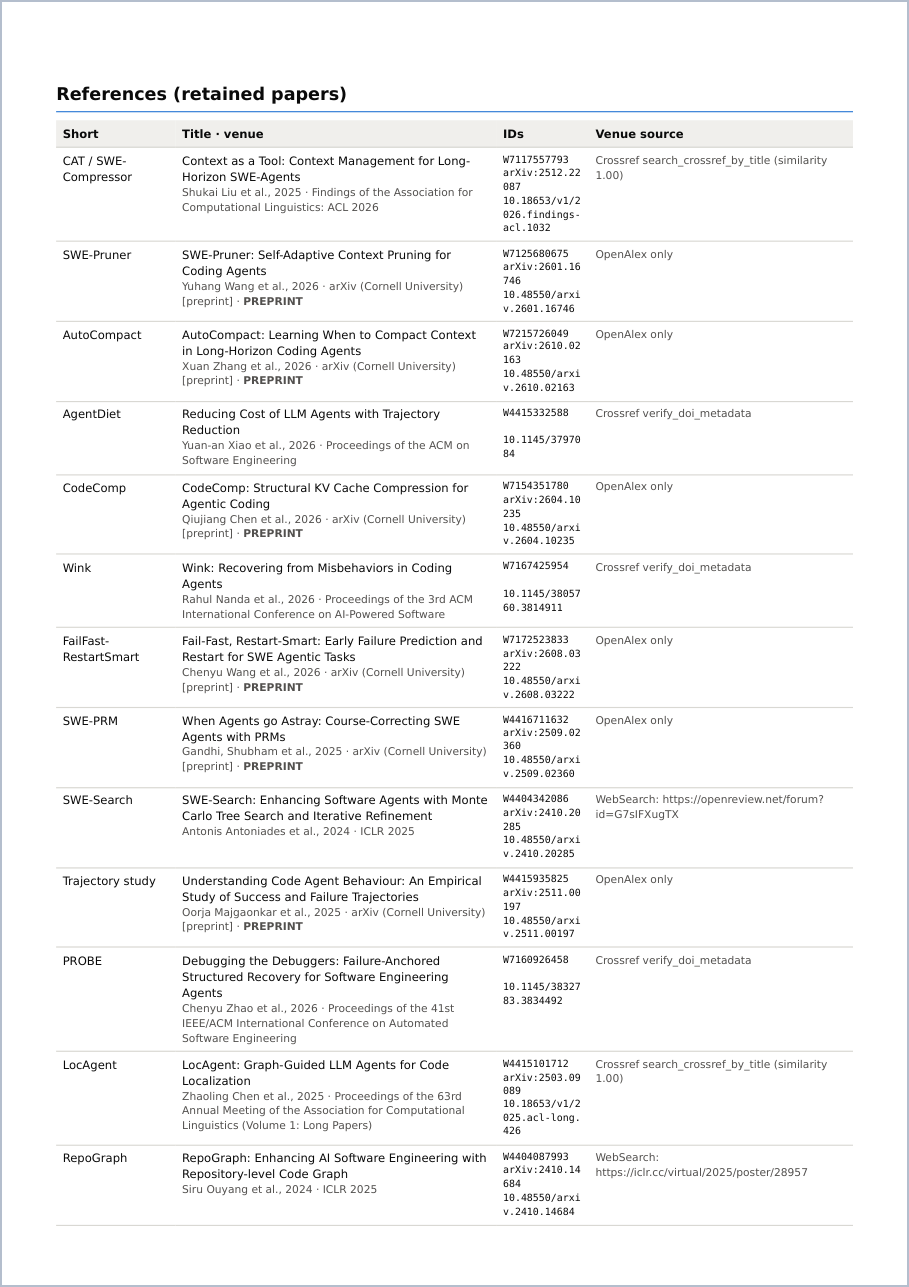 References (retained papers)
Short Title · venue IDs Venue source
CAT / SWE-
Compressor
Context as a Tool: Context Management for Long-
Horizon SWE-Agents
Shukai Liu et al., 2025 · Findings of the Association for
Computational Linguistics: ACL 2026
W7117557793
arXiv:2512.22
087
10.18653/v1/2
026.findings-
acl.1032
Crossref search_crossref_by_title (similarity
1.00)
SWE-Pruner
SWE-Pruner: Self-Adaptive Context Pruning for
Coding Agents
Yuhang Wang et al., 2026 · arXiv (Cornell University)
[preprint] · PREPRINT
W7125680675
arXiv:2601.16
746
10.48550/arxi
v.2601.16746
OpenAlex only
AutoCompact
AutoCompact: Learning When to Compact Context
in Long-Horizon Coding Agents
Xuan Zhang et al., 2026 · arXiv (Cornell University)
[preprint] · PREPRINT
W7215726049
arXiv:2610.02
163
10.48550/arxi
v.2610.02163
OpenAlex only
AgentDiet
Reducing Cost of LLM Agents with Trajectory
Reduction
Yuan-an Xiao et al., 2026 · Proceedings of the ACM on
Software Engineering
W4415332588
10.1145/37970
84
Crossref verify_doi_metadata
CodeComp
CodeComp: Structural KV Cache Compression for
Agentic Coding
Qiujiang Chen et al., 2026 · arXiv (Cornell University)
[preprint] · PREPRINT
W7154351780
arXiv:2604.10
235
10.48550/arxi
v.2604.10235
OpenAlex only
Wink
Wink: Recovering from Misbehaviors in Coding
Agents
Rahul Nanda et al., 2026 · Proceedings of the 3rd ACM
International Conference on AI-Powered Software
W7167425954
10.1145/38057
60.3814911
Crossref verify_doi_metadata
FailFast-
RestartSmart
Fail-Fast, Restart-Smart: Early Failure Prediction and
Restart for SWE Agentic Tasks
Chenyu Wang et al., 2026 · arXiv (Cornell University)
[preprint] · PREPRINT
W7172523833
arXiv:2608.03
222
10.48550/arxi
v.2608.03222
OpenAlex only
SWE-PRM
When Agents go Astray: Course-Correcting SWE
Agents with PRMs
Gandhi, Shubham et al., 2025 · arXiv (Cornell University)
[preprint] · PREPRINT
W4416711632
arXiv:2509.02
360
10.48550/arxi
v.2509.02360
OpenAlex only
SWE-Search
SWE-Search: Enhancing Software Agents with Monte
Carlo Tree Search and Iterative Refinement
Antonis Antoniades et al., 2024 · ICLR 2025
W4404342086
arXiv:2410.20
285
10.48550/arxi
v.2410.20285
WebSearch: https://openreview.net/forum?
id=G7sIFXugTX
Trajectory study
Understanding Code Agent Behaviour: An Empirical
Study of Success and Failure Trajectories
Oorja Majgaonkar et al., 2025 · arXiv (Cornell University)
[preprint] · PREPRINT
W4415935825
arXiv:2511.00
197
10.48550/arxi
v.2511.00197
OpenAlex only
PROBE
Debugging the Debuggers: Failure-Anchored
Structured Recovery for Software Engineering
Agents
Chenyu Zhao et al., 2026 · Proceedings of the 41st
IEEE/ACM International Conference on Automated
Software Engineering
W7160926458
10.1145/38327
83.3834492
Crossref verify_doi_metadata
LocAgent
LocAgent: Graph-Guided LLM Agents for Code
Localization
Zhaoling Chen et al., 2025 · Proceedings of the 63rd
Annual Meeting of the Association for Computational
Linguistics (Volume 1: Long Papers)
W4415101712
arXiv:2503.09
089
10.18653/v1/2
025.acl-long.
426
Crossref search_crossref_by_title (similarity
1.00)
RepoGraph
RepoGraph: Enhancing AI Software Engineering with
Repository-level Code Graph
Siru Ouyang et al., 2024 · ICLR 2025
W4404087993
arXiv:2410.14
684
10.48550/arxi
v.2410.14684
WebSearch:
https://iclr.cc/virtual/2025/poster/28957